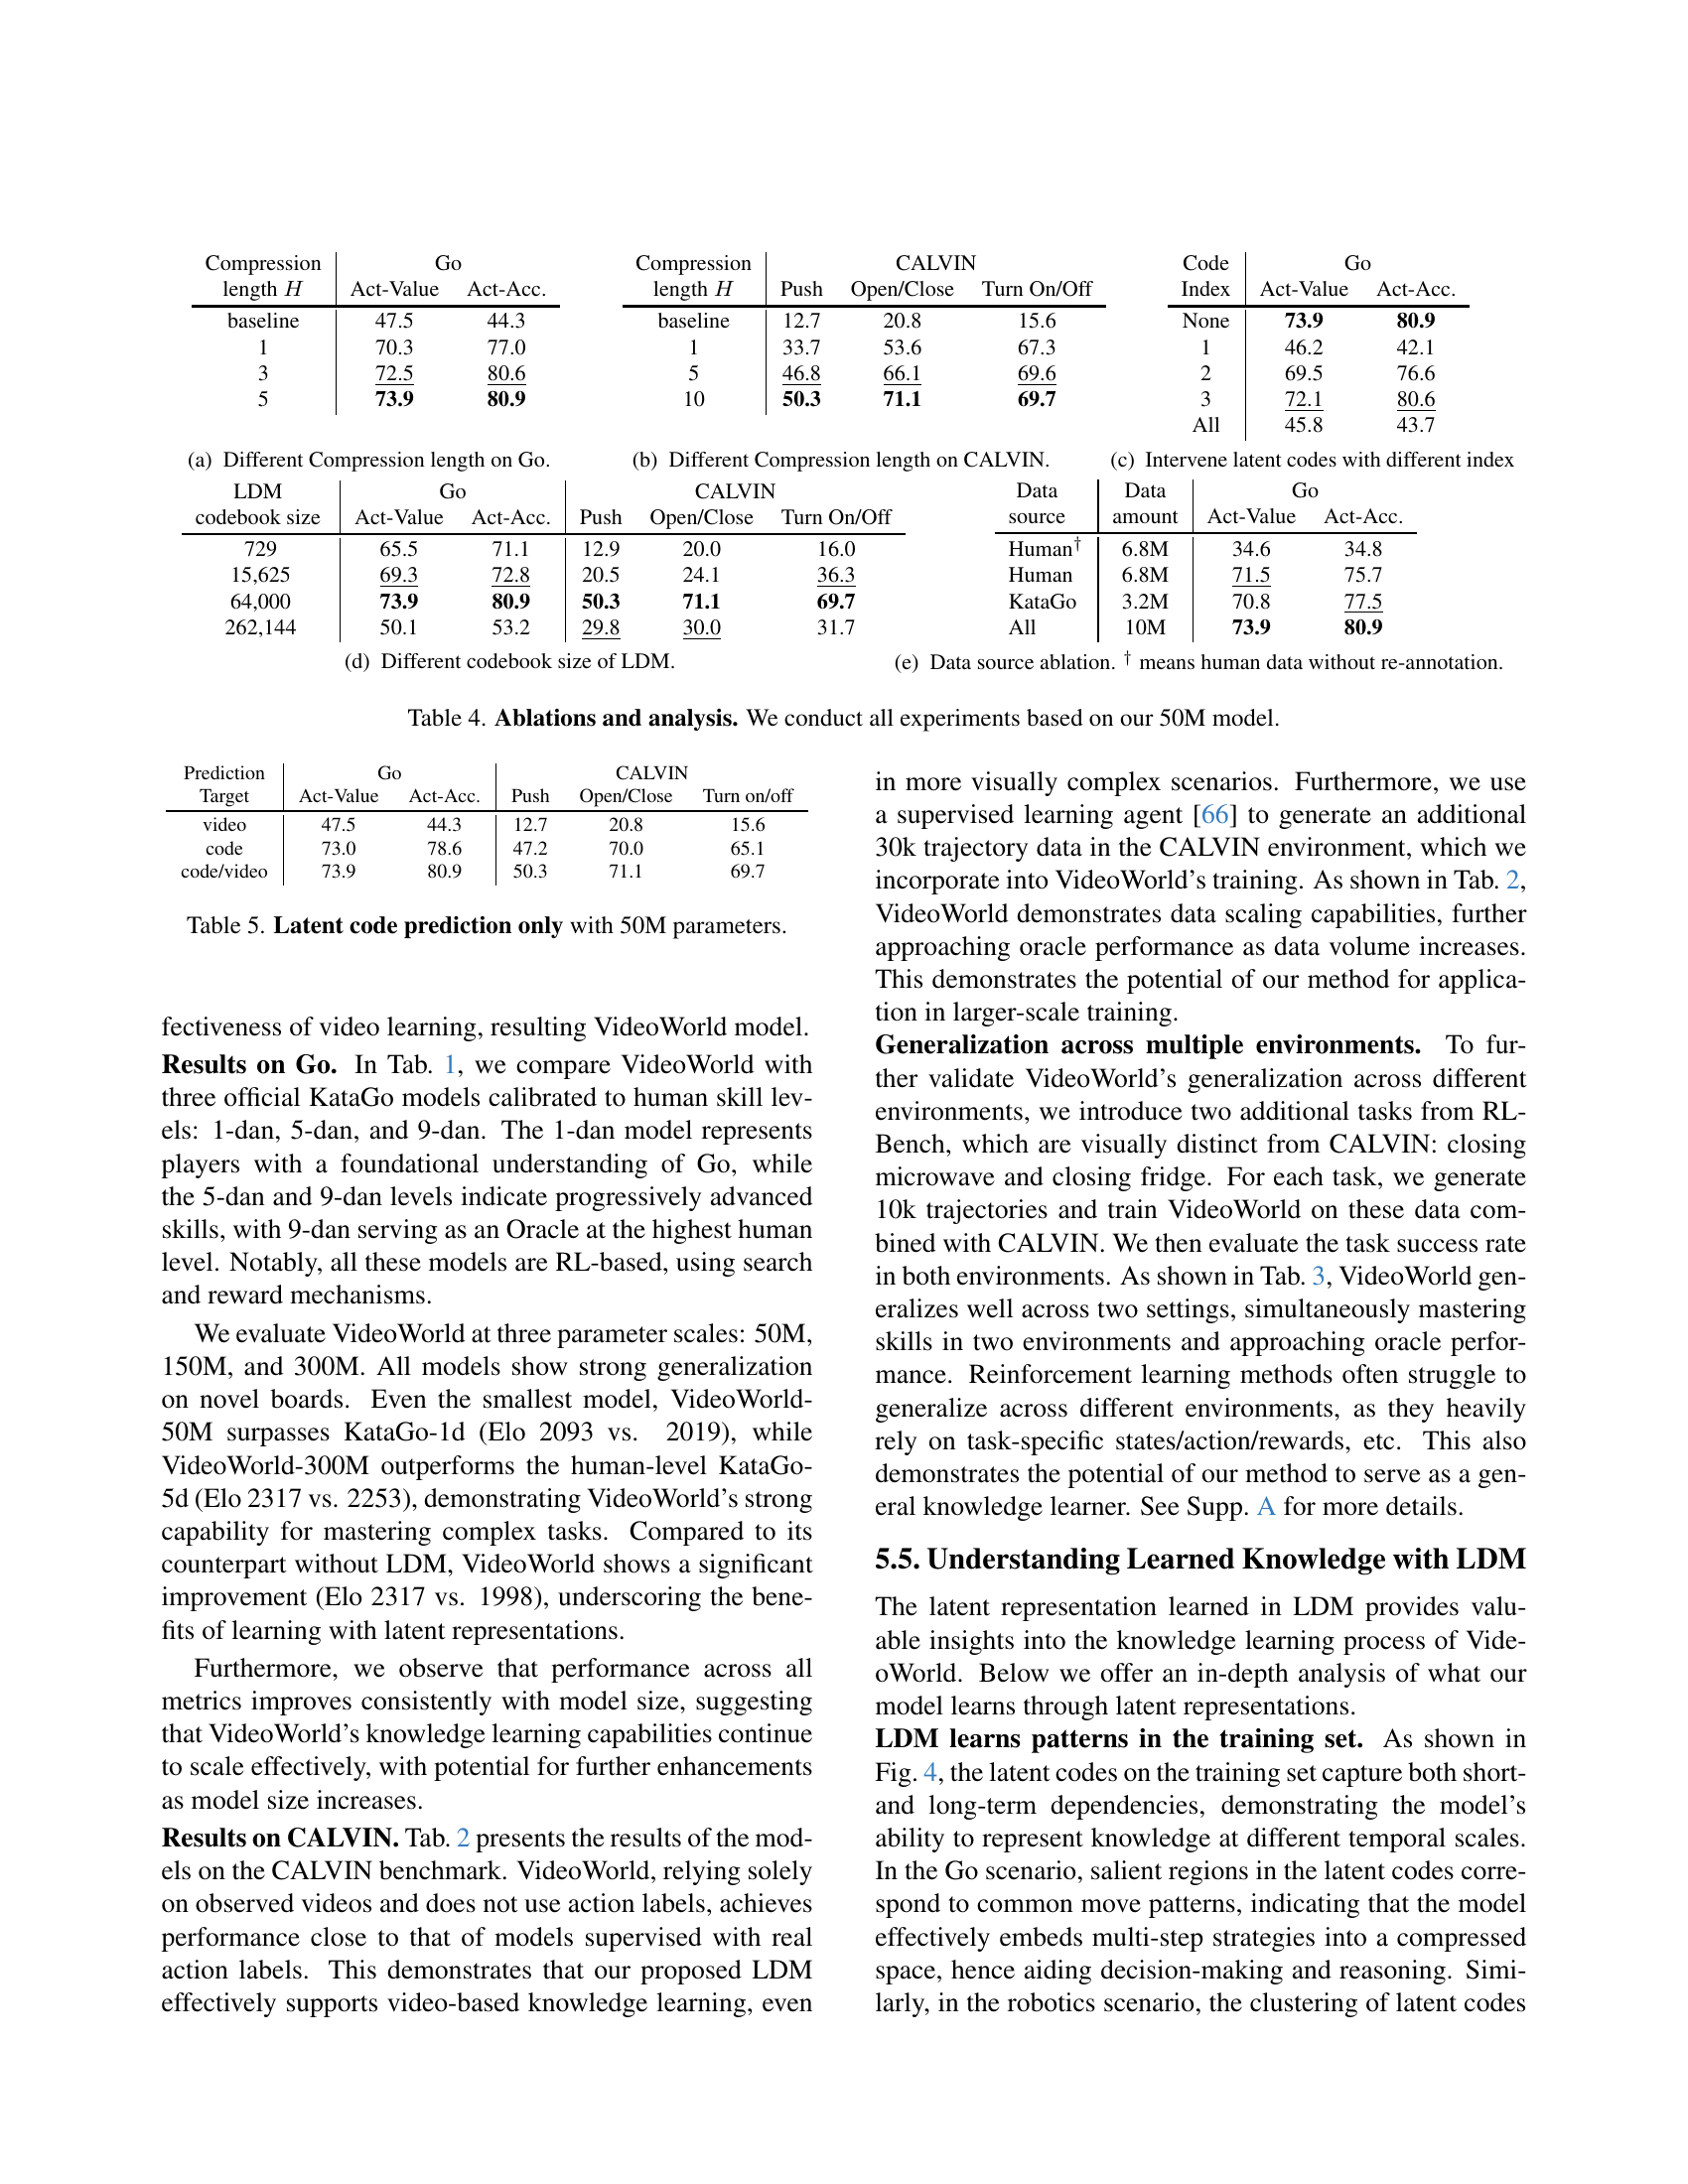 Compression Go
length H Act-Value Act-Acc.
baseline 47.5 44.3
1 70.3 77.0
3 72.5 80.6
5 73.9 80.9
(a) Different Compression length on Go.
Compression CALVIN
length H Push Open/Close Turn On/Off
baseline 12.7 20.8 15.6
1 33.7 53.6 67.3
5 46.8 66.1 69.6
10 50.3 71.1 69.7
(b) Different Compression length on CALVIN.
Code Go
Index Act-Value Act-Acc.
None 73.9 80.9
1 46.2 42.1
2 69.5 76.6
3 72.1 80.6
All 45.8 43.7
(c) Intervene latent codes with different index
LDM Go CALVIN
codebook size Act-Value Act-Acc. Push Open/Close Turn On/Off
729 65.5 71.1 12.9 20.0 16.0
15,625 69.3 72.8 20.5 24.1 36.3
64,000 73.9 80.9 50.3 71.1 69.7
262,144 50.1 53.2 29.8 30.0 31.7
(d) Different codebook size of LDM.
Data Data Go
source amount Act-Value Act-Acc.
Human† 6.8M 34.6 34.8
Human 6.8M 71.5 75.7
KataGo 3.2M 70.8 77.5
All 10M 73.9 80.9
(e) Data source ablation. † means human data without re-annotation.
Table 4. Ablations and analysis. We conduct all experiments based on our 50M model.
Prediction Go CALVIN
Target Act-Value Act-Acc. Push Open/Close Turn on/off
video 47.5 44.3 12.7 20.8 15.6
code 73.0 78.6 47.2 70.0 65.1
code/video 73.9 80.9 50.3 71.1 69.7
Table 5. Latent code prediction only with 50M parameters.
fectiveness of video learning, resulting VideoWorld model.
Results on Go. In Tab. 1, we compare VideoWorld with
three official KataGo models calibrated to human skill lev-
els: 1-dan, 5-dan, and 9-dan. The 1-dan model represents
players with a foundational understanding of Go, while
the 5-dan and 9-dan levels indicate progressively advanced
skills, with 9-dan serving as an Oracle at the highest human
level. Notably, all these models are RL-based, using search
and reward mechanisms.
We evaluate VideoWorld at three parameter scales: 50M,
150M, and 300M. All models show strong generalization
on novel boards. Even the smallest model, VideoWorld-
50M surpasses KataGo-1d (Elo 2093 vs. 2019), while
VideoWorld-300M outperforms the human-level KataGo-
5d (Elo 2317 vs. 2253), demonstrating VideoWorld's strong
capability for mastering complex tasks. Compared to its
counterpart without LDM, VideoWorld shows a significant
improvement (Elo 2317 vs. 1998), underscoring the bene-
fits of learning with latent representations.
Furthermore, we observe that performance across all
metrics improves consistently with model size, suggesting
that VideoWorld's knowledge learning capabilities continue
to scale effectively, with potential for further enhancements
as model size increases.
Results on CALVIN. Tab. 2 presents the results of the mod-
els on the CALVIN benchmark. VideoWorld, relying solely
on observed videos and does not use action labels, achieves
performance close to that of models supervised with real
action labels. This demonstrates that our proposed LDM
effectively supports video-based knowledge learning, even
in more visually complex scenarios. Furthermore, we use
a supervised learning agent [66] to generate an additional
30k trajectory data in the CALVIN environment, which we
incorporate into VideoWorld's training. As shown in Tab. 2,
VideoWorld demonstrates data scaling capabilities, further
approaching oracle performance as data volume increases.
This demonstrates the potential of our method for applica-
tion in larger-scale training.
Generalization across multiple environments. To fur-
ther validate VideoWorld's generalization across different
environments, we introduce two additional tasks from RL-
Bench, which are visually distinct from CALVIN: closing
microwave and closing fridge. For each task, we generate
10k trajectories and train VideoWorld on these data com-
bined with CALVIN. We then evaluate the task success rate
in both environments. As shown in Tab. 3, VideoWorld gen-
eralizes well across two settings, simultaneously mastering
skills in two environments and approaching oracle perfor-
mance. Reinforcement learning methods often struggle to
generalize across different environments, as they heavily
rely on task-specific states/action/rewards, etc. This also
demonstrates the potential of our method to serve as a gen-
eral knowledge learner. See Supp. A for more details.
5.5. Understanding Learned Knowledge with LDM
The latent representation learned in LDM provides valu-
able insights into the knowledge learning process of Vide-
oWorld. Below we offer an in-depth analysis of what our
model learns through latent representations.
LDM learns patterns in the training set. As shown in
Fig. 4, the latent codes on the training set capture both short-
and long-term dependencies, demonstrating the model's
ability to represent knowledge at different temporal scales.
In the Go scenario, salient regions in the latent codes corre-
spond to common move patterns, indicating that the model
effectively embeds multi-step strategies into a compressed
space, hence aiding decision-making and reasoning. Simi-
larly, in the robotics scenario, the clustering of latent codes